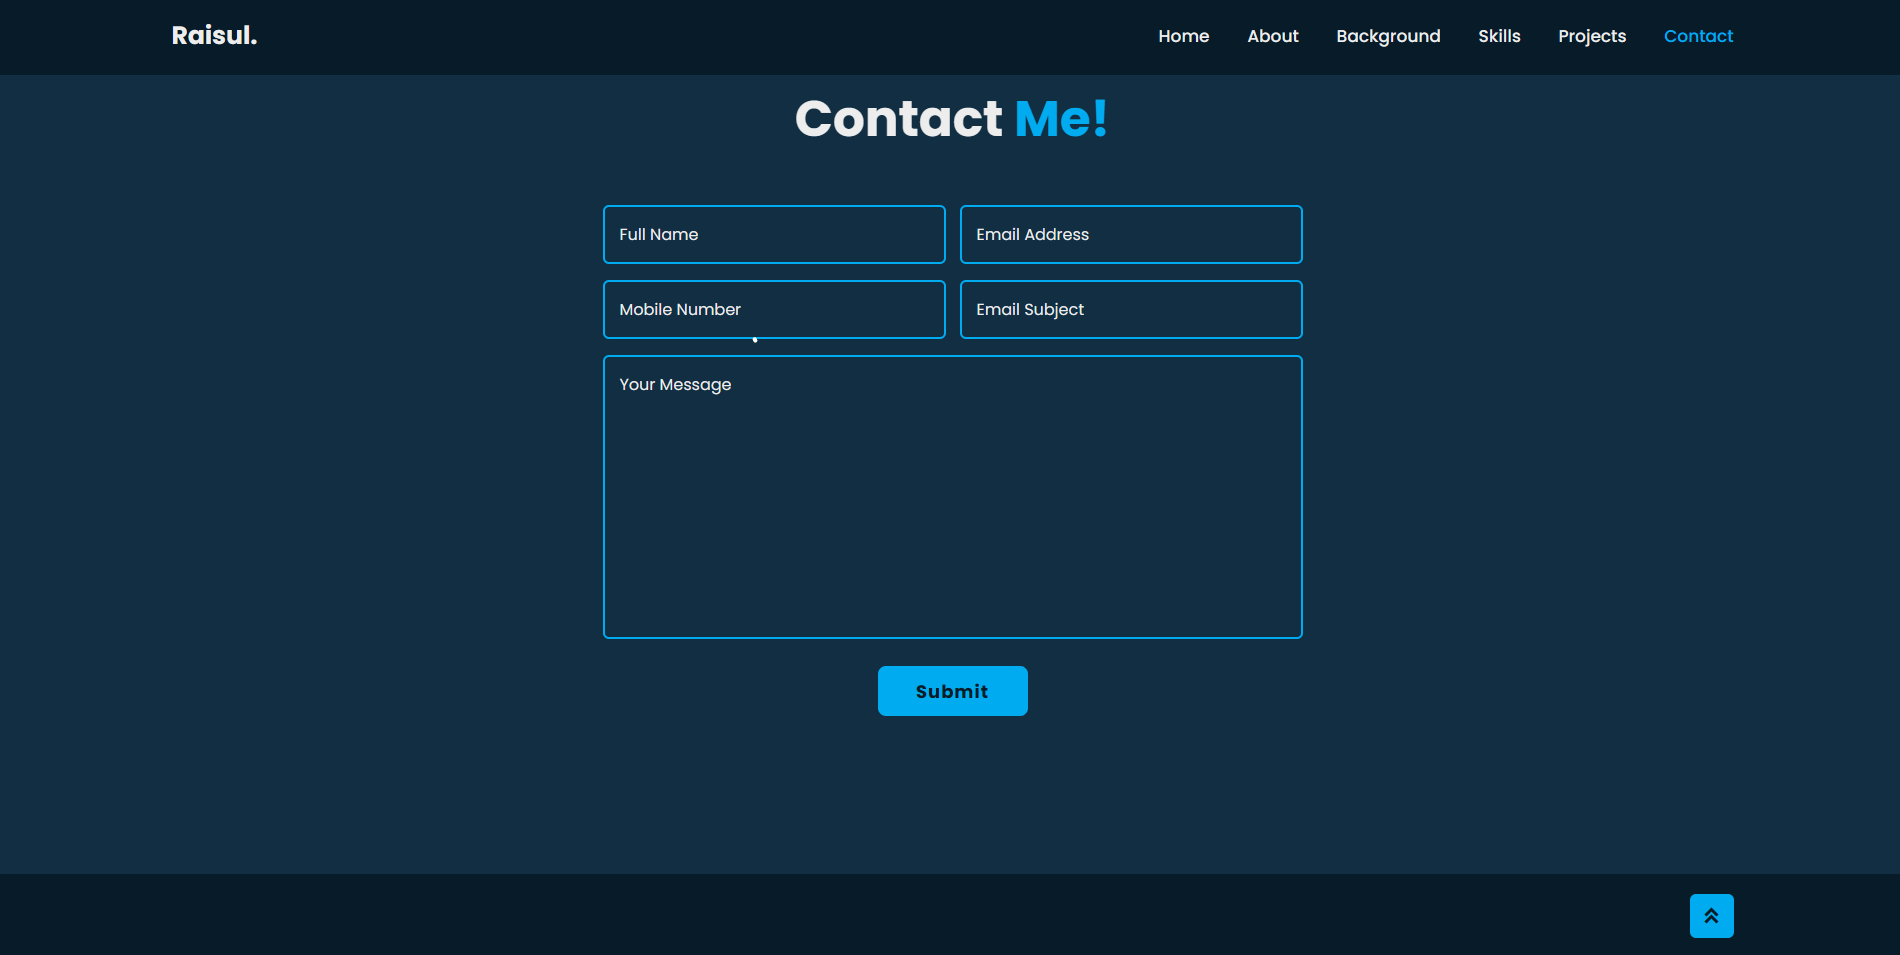 Raisul.
Home About Background Skills Projects Contact
Contact Me!
Full Name
Email Address
Mobile Number
Email Subject
Your Message
Submit